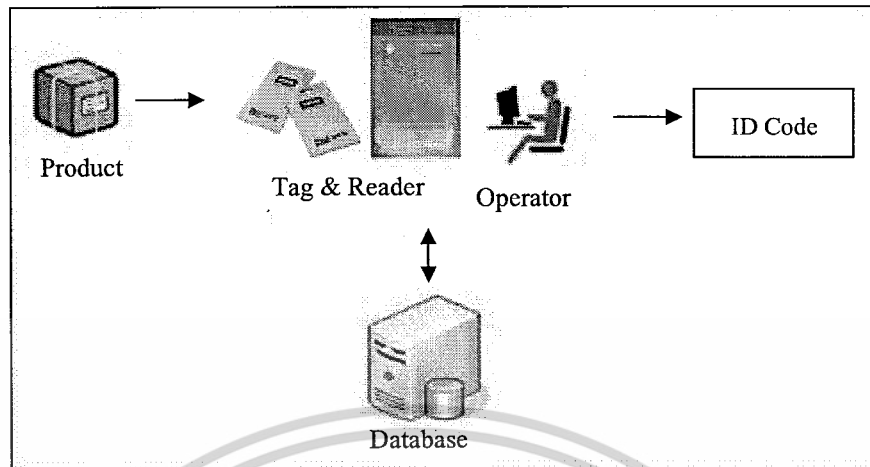 Product
Tag & Reader
Operator
ID Code
Database